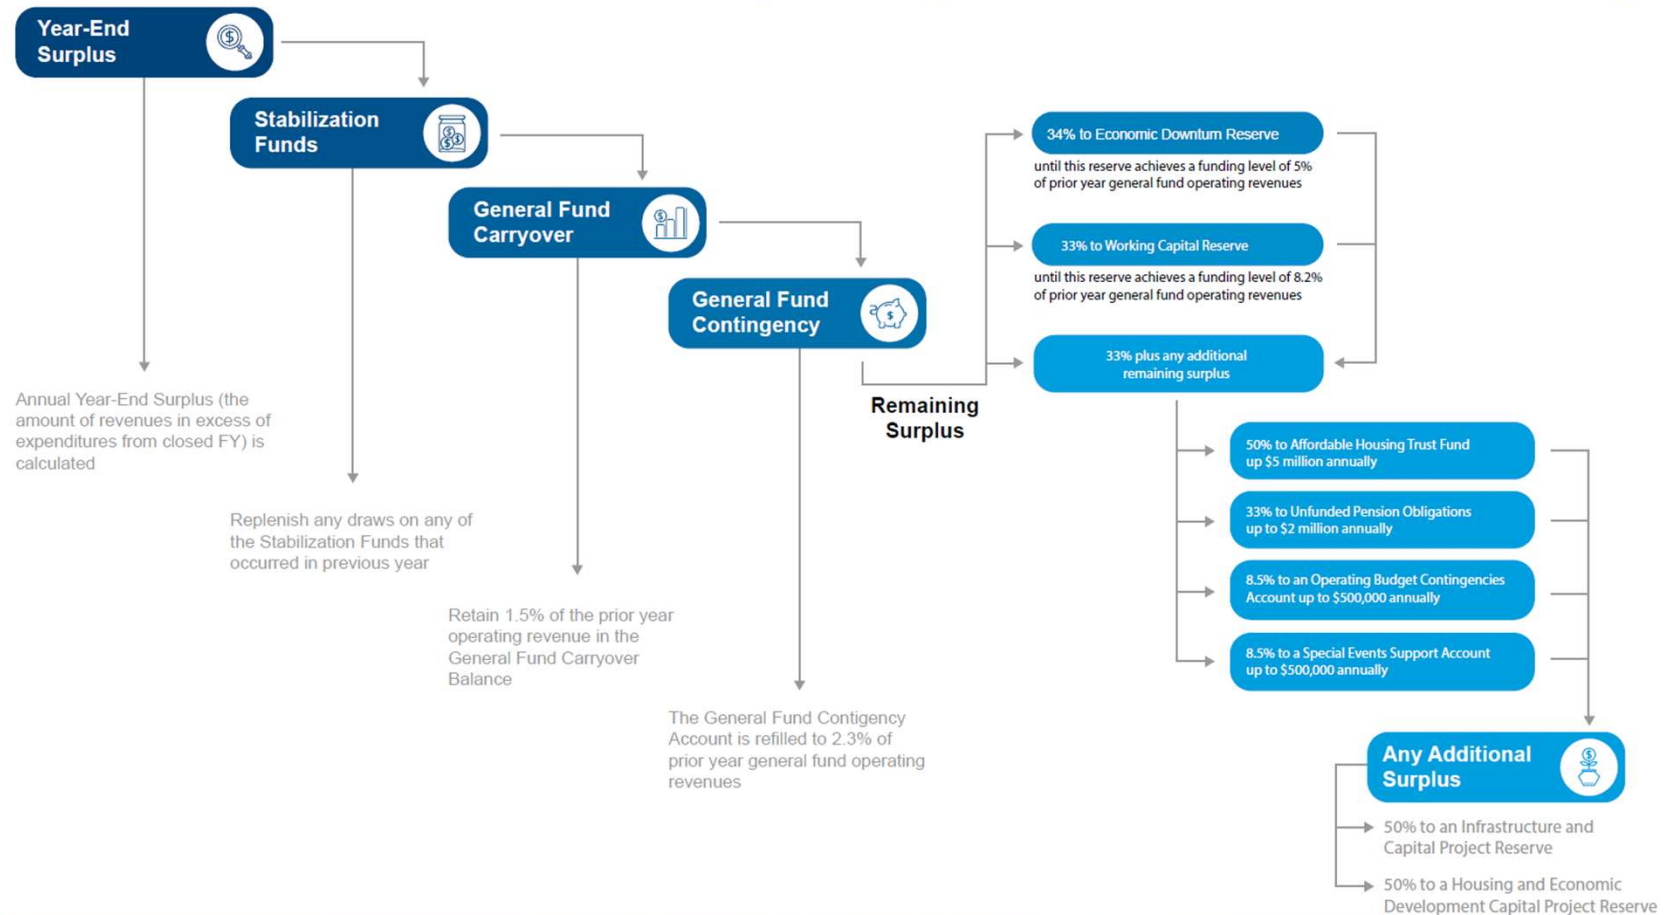 Year-End
Surplus
Stabilization
Funds
General Fund
Carryover
General Fund
Contingency
Annual Year-End Surplus (the
amount of revenues in excess of
expenditures from closed FY) is
calculated
Replenish any draws on any of
the Stabilization Funds that
occurred in previous year
Retain 1.5% of the prior year
operating revenue in the
General Fund Carryover
Balance
The General Fund Contigency
Account is refilled to 2.3% of
prior year general fund operating
revenues
Remaining
Surplus
34% to Economic Downturn Reserve
until this reserve achieves a funding level of 5%
of prior year general fund operating revenues
33% to Working Capital Reserve
until this reserve achieves a funding level of 8.2%
of prior year general fund operating revenues
33% plus any additional
remaining surplus
50% to Affordable Housing Trust Fund
up $5 million annually
33% to Unfunded Pension Obligations
up to $2 million annually
8.5% to an Operating Budget Contingencies
Account up to $500,000 annually
8.5% to a Special Events Support Account
up to $500,000 annually
Any Additional
Surplus
50% to an Infrastructure and
Capital Project Reserve
50% to a Housing and Economic
Development Capital Project Reserve